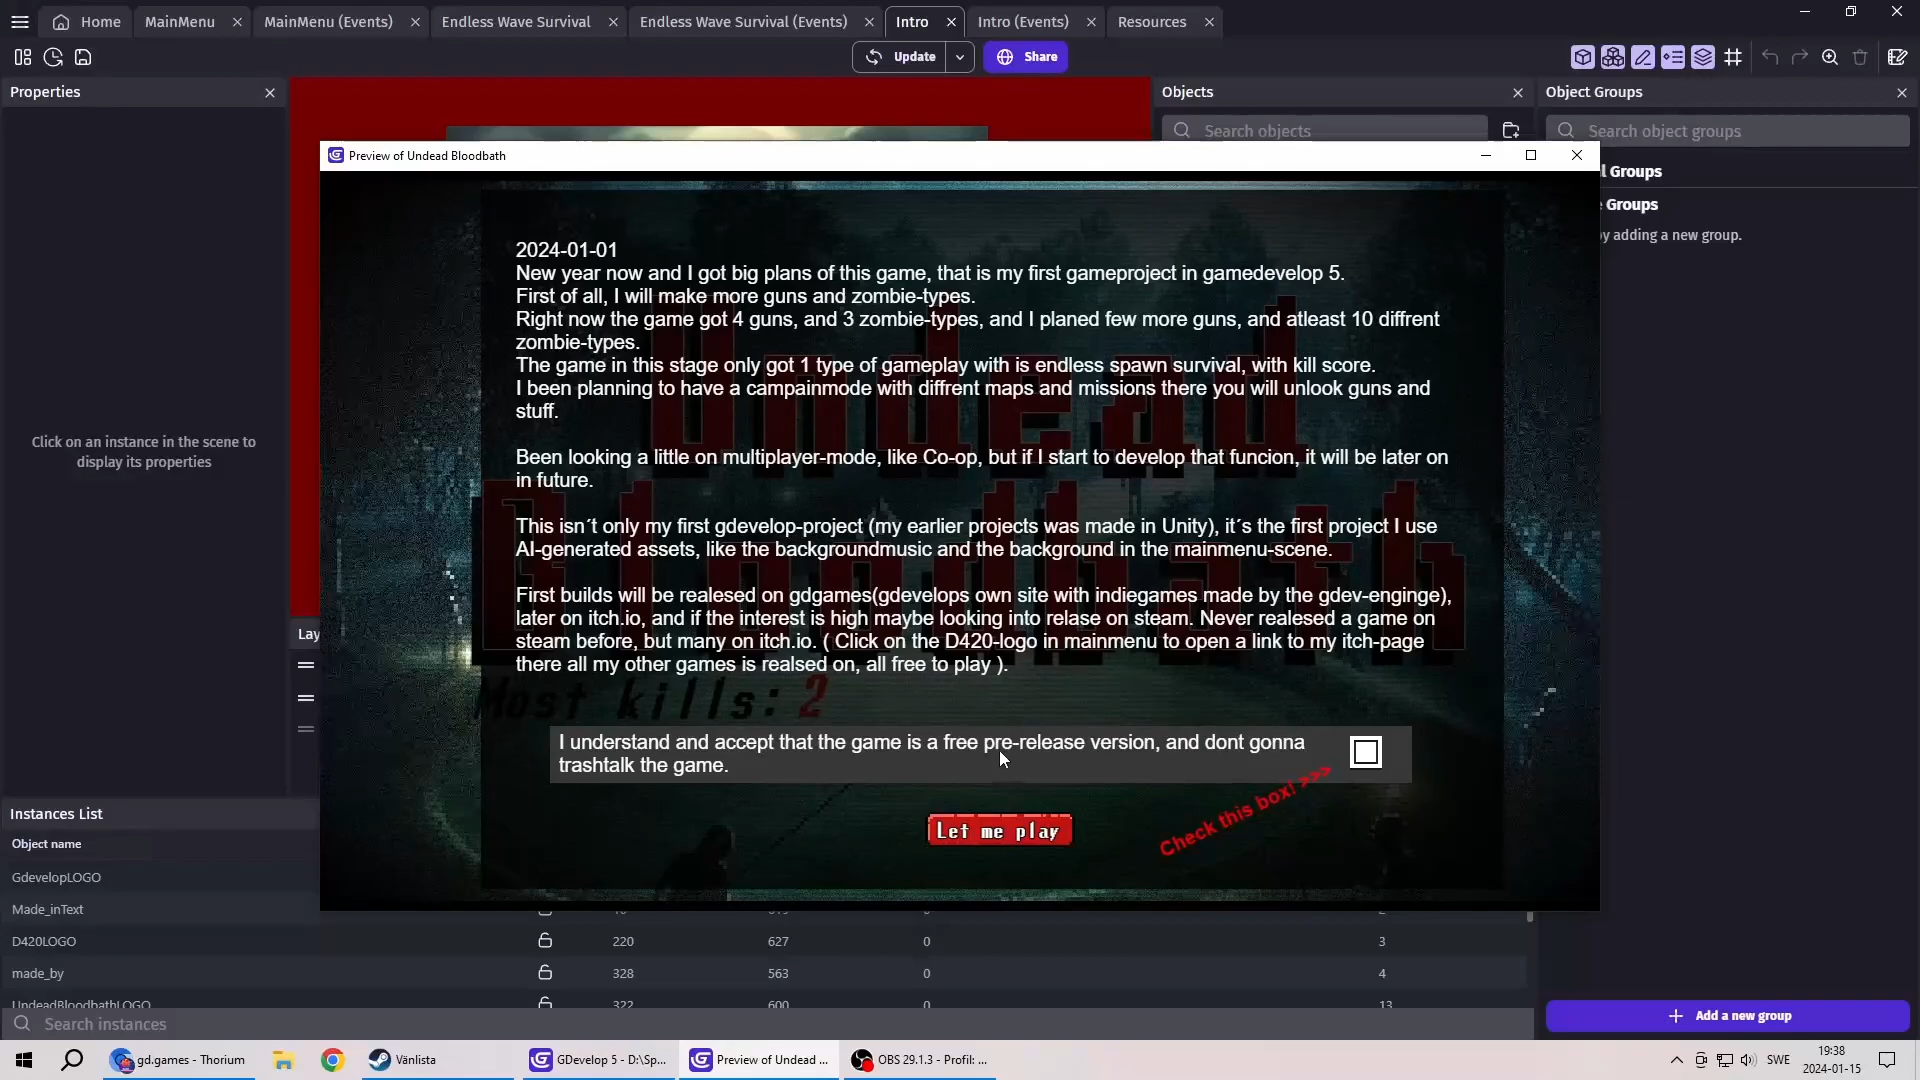 Home
MainMenu
MainMenu (Events)
Endless Wave Survival
Endless Wave Survival (Events)
Intro
Intro (Events)
Resources
Update
Share
Properties
Objects
Object Groups
Search objects
Search object groups
Preview of Undead Bloodbath
l Groups
Groups
y adding a new group.
2024-01-01
New year now and I got big plans of this game, that is my first gameproject in gamedevelop 5.
First of all, I will make more guns and zombie-types.
Right now the game got 4 guns, and 3 zombie-types, and I planed few more guns, and atleast 10 diffrent
zombie-types.
The game in this stage only got 1 type of gameplay with is endless spawn survival, with kill score.
I been planning to have a campainmode with diffrent maps and missions there you will unlook guns and
stuff.
Been looking a little on multiplayer-mode, like Co-op, but if I start to develop that funcion, it will be later on
in future.
This isn´t only my first gdevelop-project (my earlier projects was made in Unity), it´s the first project I use
AI-generated assets, like the backgroundmusic and the background in the mainmenu-scene.
First builds will be realesed on gdgames(gdevelops own site with indiegames made by the gdev-enginge),
later on itch.io, and if the interest is high maybe looking into relase on steam. Never realesed a game on
steam before, but many on itch.io. ( Click on the D420-logo in mainmenu to open a link to my itch-page
there all my other games is realsed on, all free to play ).
Undead
Bloodbath
Most kills: 2
I understand and accept that the game is a free pre-release version, and dont gonna
trashtalk the game.
Check this box! >>>
Let me play
Click on an instance in the scene to
display its properties
Lay
Instances List
Object name
GdevelopLOGO
Made_inText
D420LOGO 220 627 0 3
made_by 328 563 0 4
UndeadBloodbathLOGO 322 600 0 13
Search instances
Add a new group
gd.games - Thorium
Vänlista
GDevelop 5 - D:\Sp...
Preview of Undead ...
OBS 29.1.3 - Profil: ...
SWE
19:38
2024-01-15